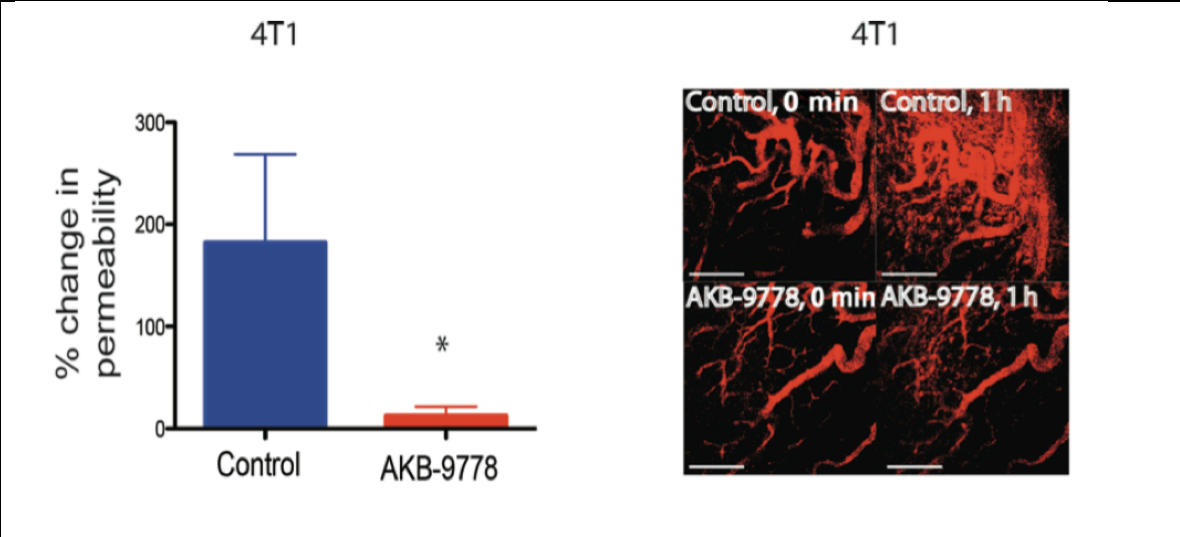 4T1
4T1
% change in
permeability
300
200
100
0
*
Control
AKB-9778
Control, 0 min
Control, 1 h
AKB-9778, 0 min
AKB-9778, 1 h